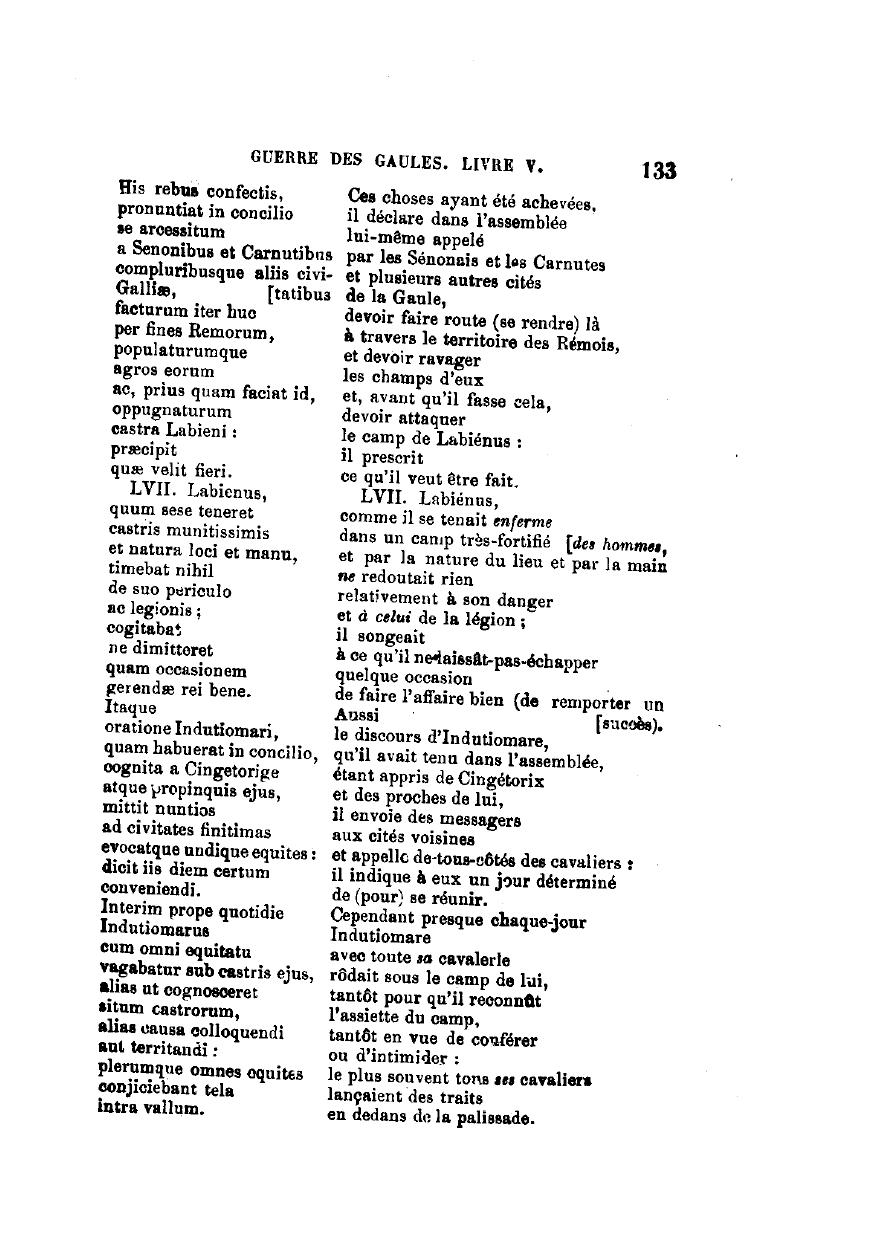 GUERRE DES GAULES. LIVRE V. 133
His rebus confectis,
pronuntiat in concilio
se arcessitum
a Senonibus et Carnutibus
compluribusque aliis civi-
Galliæ, [tatibus
facturum iter huc
per fines Remorum,
populaturumque
agros eorum
ac, prius quam faciat id,
oppugnaturum
castra Labieni :
præcipit
quæ velit fieri.
LVII. Labienus,
quum sese teneret
castris munitissimis
et natura loci et manu,
timebat nihil
de suo periculo
ac legionis ;
cogitabat
ne dimitteret
quam occasionem
gerendæ rei bene.
Itaque
oratione Indutiomari,
quam habuerat in concilio,
cognita a Cingetorige
atque propinquis ejus,
mittit nuntios
ad civitates finitimas
evocatque undique equites :
dicit iis diem certum
conveniendi.
Interim prope quotidie
Indutiomarus
cum omni equitatu
vagabatur sub castris ejus,
alias ut cognosceret
situm castrorum,
alias causa colloquendi
aut territandi :
plerumque omnes equites
conjiciebant tela
intra vallum.
Ces choses ayant été achevées,
il déclare dans l'assemblée
lui-même appelé
par les Sénonais et les Carnutes
et plusieurs autres cités
de la Gaule,
devoir faire route (se rendre) là
à travers le territoire des Rémois,
et devoir ravager
les champs d'eux
et, avant qu'il fasse cela,
devoir attaquer
le camp de Labiénus :
il prescrit
ce qu'il veut être fait.
LVII. Labiénus,
comme il se tenait enferme
dans un camp très-fortifié [des hommes,
et par la nature du lieu et par la main
ne redoutait rien
relativement à son danger
et à celui de la légion ;
il songeait
à ce qu'il ne laissât-pas-échapper
quelque occasion
de faire l'affaire bien (de remporter un
Aussi [succès).
le discours d'Indutiomare,
qu'il avait tenu dans l'assemblée,
étant appris de Cingétorix
et des proches de lui,
il envoie des messagers
aux cités voisines
et appelle de-tous-côtés des cavaliers :
il indique à eux un jour déterminé
de (pour) se réunir.
Cependant presque chaque-jour
Indutiomare
avec toute sa cavalerie
rôdait sous le camp de lui,
tantôt pour qu'il reconnût
l'assiette du camp,
tantôt en vue de conférer
ou d'intimider :
le plus souvent tous ses cavaliers
lançaient des traits
en dedans de la palissade.